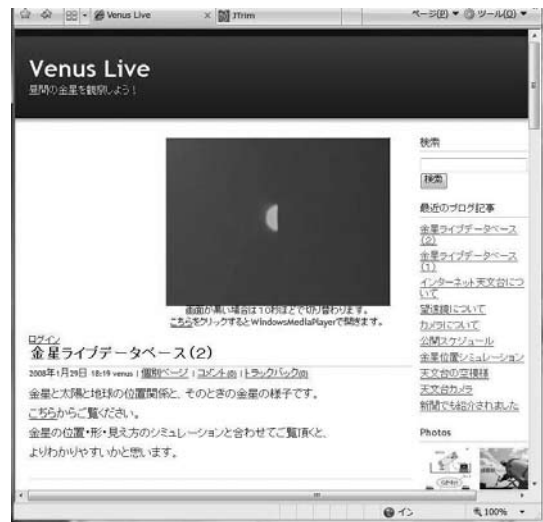 Venus Live
JTrim
ページ(P)
ツール(O)
Venus Live
昼間の金星を観察しよう!
検索
検索
最近のブログ記事
金星ライブデータベース
(2)
金星ライブデータベース
(1)
インターネット天文台につ
いて
望遠鏡について
カメラについて
公開スケジュール
金星位置シミュレーション
天文台の空模様
天文台カメラ
新聞でも紹介されました
Photos
画面が黒い場合は10秒ほどで切り替わります。
こちらをクリックするとWindowsMediaPlayerで開きます。
ログイン
金星ライブデータベース(2)
2008年1月29日 18:19 venus | 個別ページ | コメント(0) | トラックバック(0)
金星と太陽と地球の位置関係と、そのときの金星の様子です。
こちらからご覧ください。
金星の位置・形・見え方のシミュレーションと合わせてご覧頂くと、
よりわかりやすいかと思います。
100%